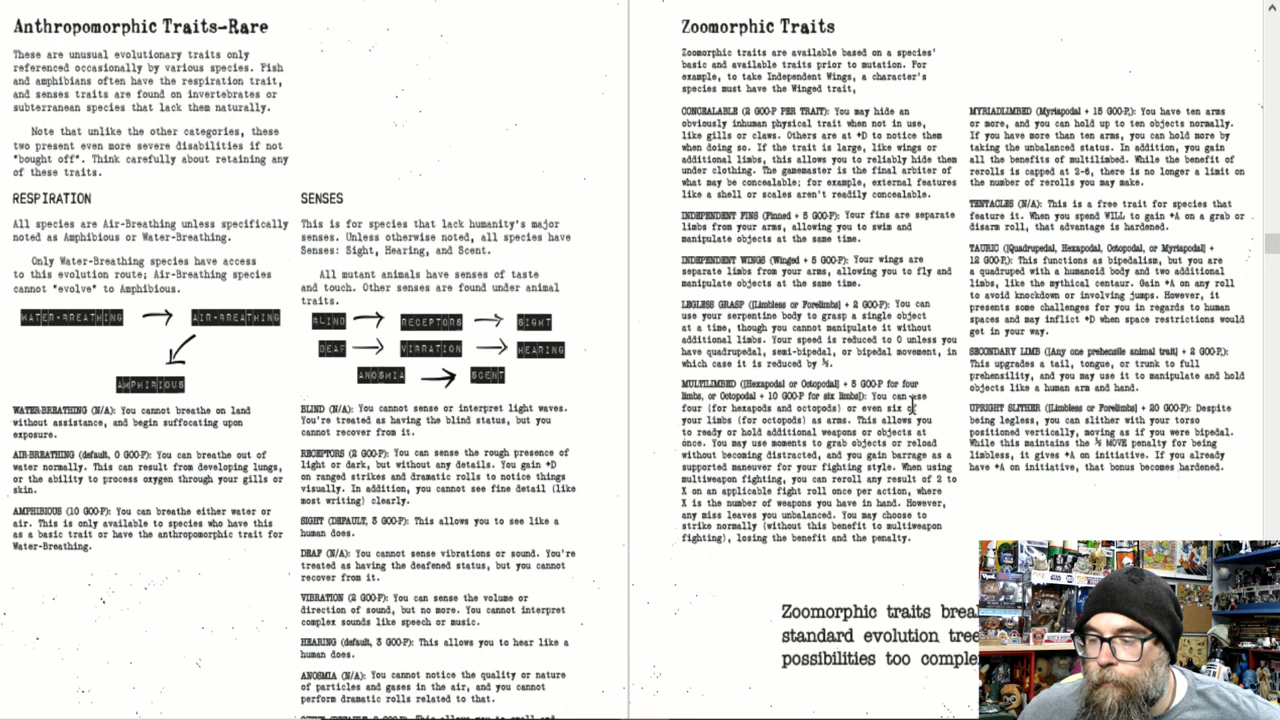 Anthropomorphic Traits-Rare
These are unusual evolutionary traits only
referenced occasionally by various species. Fish
and amphibians often have the respiration trait,
and senses traits are found on invertebrates or
subterranean species that lack them naturally.
Note that unlike the other categories, these
two present even more severe disabilities if not
"bought off". Think carefully about retaining any
of these traits.
RESPIRATION
All species are Air-Breathing unless specifically
noted as Amphibious or Water-Breathing.
Only Water-Breathing species have access
to this evolution route; Air-Breathing species
cannot "evolve" to Amphibious.
WATER-BREATHING AIR-BREATHING
AMPHIBIOUS
WATER-BREATHING (N/A): You cannot breathe on land
without assistance, and begin suffocating upon
exposure.
AIR-BREATHING (default, 0 GOO-P): You can breathe out of
water normally. This can result from developing lungs,
or the ability to process oxygen through your gills or
skin.
AMPHIBIOUS (10 GOO-P): You can breathe either water or
air. This is only available to species who have this
as a basic trait or have the anthropomorphic trait for
Water-Breathing.
SENSES
This is for species that lack humanity's major
senses. Unless otherwise noted, all species have
Senses: Sight, Hearing, and Scent.
All mutant animals have senses of taste
and touch. Other senses are found under animal
traits.
BLIND RECEPTORS SIGHT
DEAF VIBRATION HEARING
ANOSMIA SCENT
BLIND (N/A): You cannot sense or interpret light waves.
You're treated as having the blind status, but you
cannot recover from it.
RECEPTORS (2 GOO-P): You can sense the rough presence of
light or dark, but without any details. You gain +D
on ranged strikes and dramatic rolls to notice things
visually. In addition, you cannot see fine detail (like
most writing) clearly.
SIGHT (DEFAULT, 3 GOO-P): This allows you to see like a
human does.
DEAF (N/A): You cannot sense vibrations or sound. You're
treated as having the deafened status, but you cannot
recover from it.
VIBRATION (2 GOO-P): You can sense the volume or
direction of sound, but no more. You cannot interpret
complex sounds like speech or music.
HEARING (default, 3 GOO-P): This allows you to hear like a
human does.
ANOSMIA (N/A): You cannot notice the quality or nature
of particles and gases in the air, and you cannot
perform dramatic rolls related to that.
Zoomorphic Traits
Zoomorphic traits are available based on a species'
basic and available traits prior to mutation. For
example, to take Independent Wings, a character's
species must have the Winged trait,
CONCEALABLE (2 GOO-P PER TRAIT): You may hide an
obviously inhuman physical trait when not in use,
like gills or claws. Others are at +D to notice them
when doing so. If the trait is large, like wings or
additional limbs, this allows you to reliably hide them
under clothing. The gamemaster is the final arbiter of
what may be concealable; for example, external features
like a shell or scales aren't readily concealable.
INDEPENDENT FINS (Finned + 5 GOO-P): Your fins are separate
limbs from your arms, allowing you to swim and
manipulate objects at the same time.
INDEPENDENT WINGS (Winged + 5 GOO-P): Your wings are
separate limbs from your arms, allowing you to fly and
manipulate objects at the same time.
LEGLESS GRASP ([Limbless or Forelimbs] + 2 GOO-P): You can
use your serpentine body to grasp a single object
at a time, though you cannot manipulate it without
additional limbs. Your speed is reduced to 0 unless you
have quadrupedal, semi-bipedal, or bipedal movement, in
which case it is reduced by ½.
MULTILIMBED ([Hexapodal or Octopodal] + 5 GOO-P for four
limbs, or Octopodal + 10 GOO-P for six limbs]): You can use
four (for hexapods and octopods) or even six of
your limbs (for octopods) as arms. This allows you
to ready or hold additional weapons or objects at
once. You may use moments to grab objects or reload
without becoming distracted, and you gain barrage as a
supported maneuver for your fighting style. When using
multiweapon fighting, you can reroll any result of 2 to
X on an applicable fight roll once per action, where
X is the number of weapons you have in hand. However,
any miss leaves you unbalanced. You may choose to
strike normally (without this benefit to multiweapon
fighting), losing the benefit and the penalty.
MYRIADLIMBED (Myriapodal + 15 GOO-P,): You have ten arms
or more, and you can hold up to ten objects normally.
If you have more than ten arms, you can hold more by
taking the unbalanced status. In addition, you gain
all the benefits of multilimbed. While the benefit of
rerolls is capped at 2-6, there is no longer a limit on
the number of rerolls you may make.
TENTACLES (N/A): This is a free trait for species that
feature it. When you spend WILL to gain +A on a grab or
disarm roll, that advantage is hardened.
TAURIC ([Quadrupedal, Hexapodal, Octopodal, or Myriapodal] +
12 GOO-P,): This functions as bipedalism, but you are
a quadruped with a humanoid body and two additional
limbs, like the mythical centaur. Gain +A on any roll
to avoid knockdown or involving jumps. However, it
presents some challenges for you in regards to human
spaces and may inflict +D when space restrictions would
get in your way.
SECONDARY LIMB ([Any one prehensile animal trait] + 2 GOO-P,):
This upgrades a tail, tongue, or trunk to full
prehensility, and you may use it to manipulate and hold
objects like a human arm and hand.
UPRIGHT SLITHER ([Limbless or Forelimbs] + 20 GOO-P): Despite
being legless, you can slither with your torso
positioned vertically, moving as if you were bipedal.
While this maintains the ½ MOVE penalty for being
limbless, it gives +A on initiative. If you already
have +A on initiative, that bonus becomes hardened.
Zoomorphic traits break
standard evolution tree
possibilities too comple